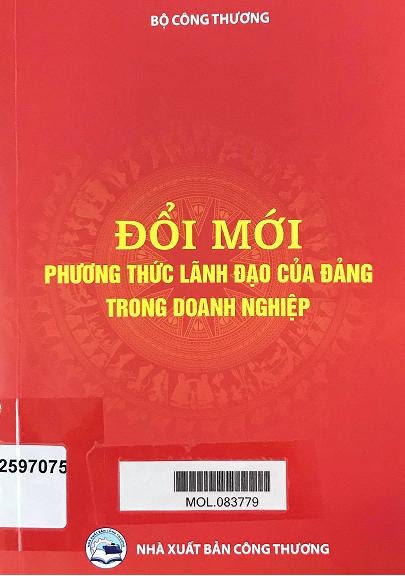 BỘ CÔNG THƯƠNG
ĐỔI MỚI
PHƯƠNG THỨC LÃNH ĐẠO CỦA ĐẢNG
TRONG DOANH NGHIỆP
2597075
MOL.083779
NHÀ XUẤT BẢN CÔNG THƯƠNG